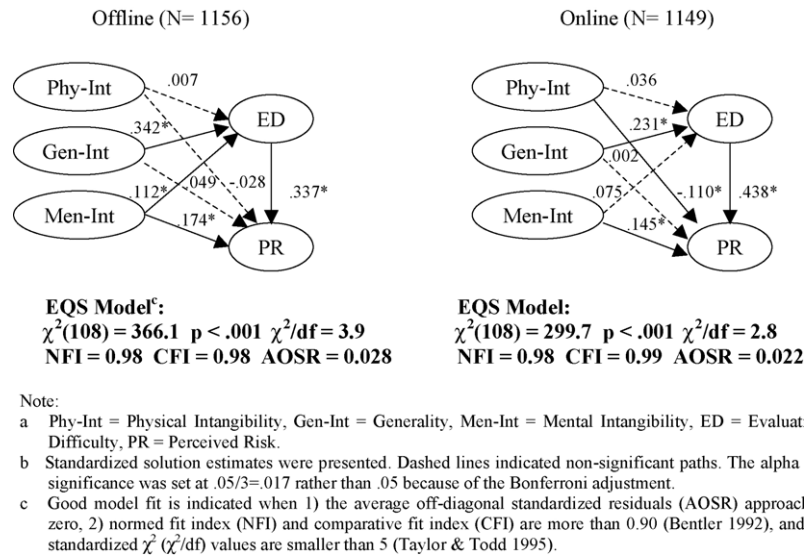 Offline (N= 1156)
Online (N= 1149)
Phy-Int
.007
ED
Gen-Int
.342*
.112*
.049
-.028
.337*
Men-Int
.174*
PR
Phy-Int
.036
ED
.231*
Gen-Int
.002
.075
-.110*
.438*
Men-Int
.145*
PR
EQS Modelᶜ:
χ²(108) = 366.1 p < .001 χ²/df = 3.9
NFI = 0.98 CFI = 0.98 AOSR = 0.028
EQS Model:
χ²(108) = 299.7 p < .001 χ²/df = 2.8
NFI = 0.98 CFI = 0.99 AOSR = 0.022
Note:
a Phy-Int = Physical Intangibility, Gen-Int = Generality, Men-Int = Mental Intangibility, ED = Evaluati
Difficulty, PR = Perceived Risk.
b Standardized solution estimates were presented. Dashed lines indicated non-significant paths. The alpha
significance was set at .05/3=.017 rather than .05 because of the Bonferroni adjustment.
c Good model fit is indicated when 1) the average off-diagonal standardized residuals (AOSR) approach
zero, 2) normed fit index (NFI) and comparative fit index (CFI) are more than 0.90 (Bentler 1992), and
standardized χ² (χ²/df) values are smaller than 5 (Taylor & Todd 1995).